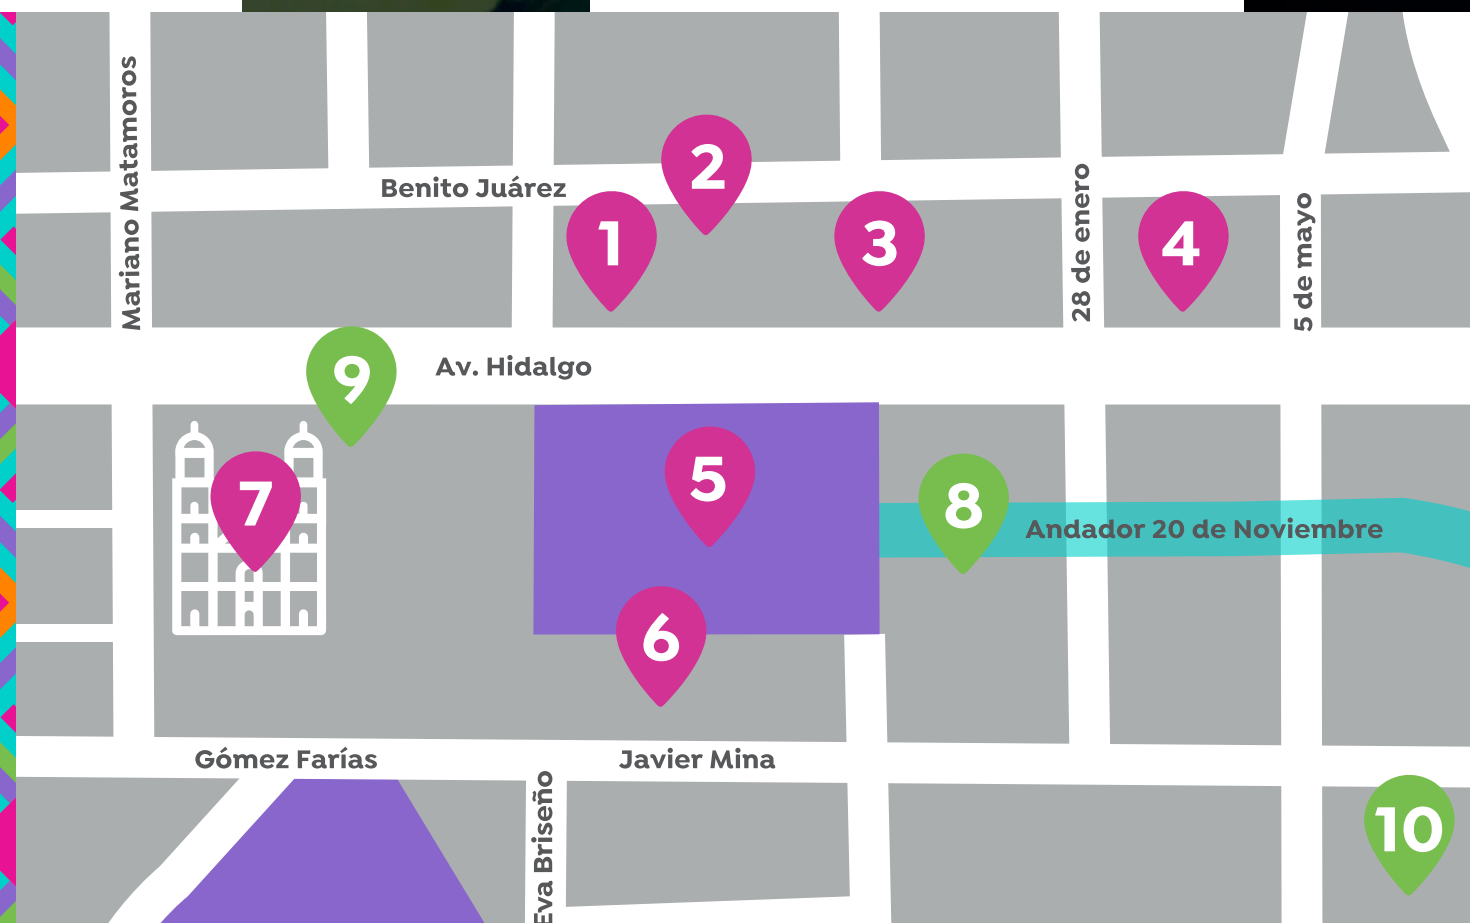 Mariano Matamoros
Benito Juárez
2
1
3
28 de enero
4
5 de mayo
9
Av. Hidalgo
7
5
8
Andador 20 de Noviembre
6
Gómez Farías
Javier Mina
Eva Briseño
10